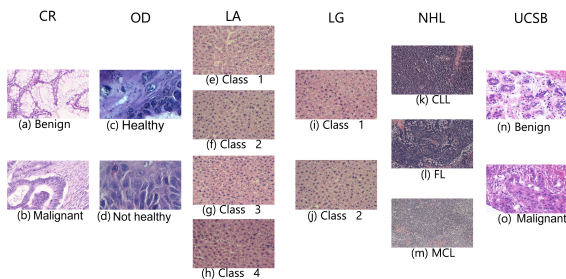 CR OD LA LG NHL UCSB
(a) Benign
(b) Malignant
(c) Healthy
(d) Not healthy
(e) Class 1
(f) Class 2
(g) Class 3
(h) Class 4
(i) Class 1
(j) Class 2
(k) CLL
(l) FL
(m) MCL
(n) Benign
(o) Malignant